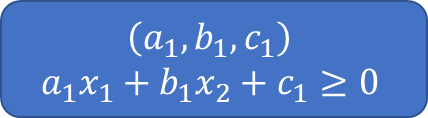 (a₁, b₁, c₁)
a₁x₁ + b₁x₂ + c₁ ≥ 0